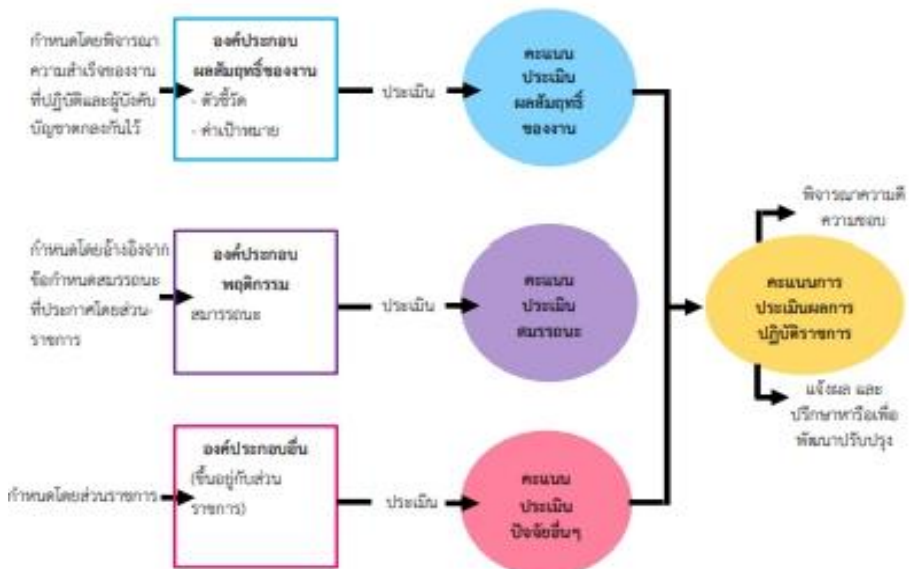 กำหนดโดยพิจารณา
ความสำเร็จของงาน
ที่ปฏิบัติและผู้บังคับ
บัญชาตกลงกันไว้
องค์ประกอบ
ผลสัมฤทธิ์ของงาน
- ตัวชี้วัด
- ค่าเป้าหมาย
ประเมิน
คะแนน
ประเมิน
ผลสัมฤทธิ์
ของงาน
กำหนดโดยอ้างอิงจาก
ข้อกำหนดสมรรถนะ
ที่ประกาศโดยส่วน-
ราชการ
องค์ประกอบ
พฤติกรรม
สมารรถนะ
ประเมิน
คะแนน
ประเมิน
สมรรถนะ
กำหนดโดยส่วนราชการ
องค์ประกอบอื่น
(ขึ้นอยู่กับส่วน
ราชการ)
ประเมิน
คะแนน
ประเมิน
ปัจจัยอื่นๆ
พิจารณาความดี
ความชอบ
คะแนนการ
ประเมินผลการ
ปฏิบัติราชการ
แจ้งผล และ
ปรึกษาหารือเพื่อ
พัฒนาปรับปรุง